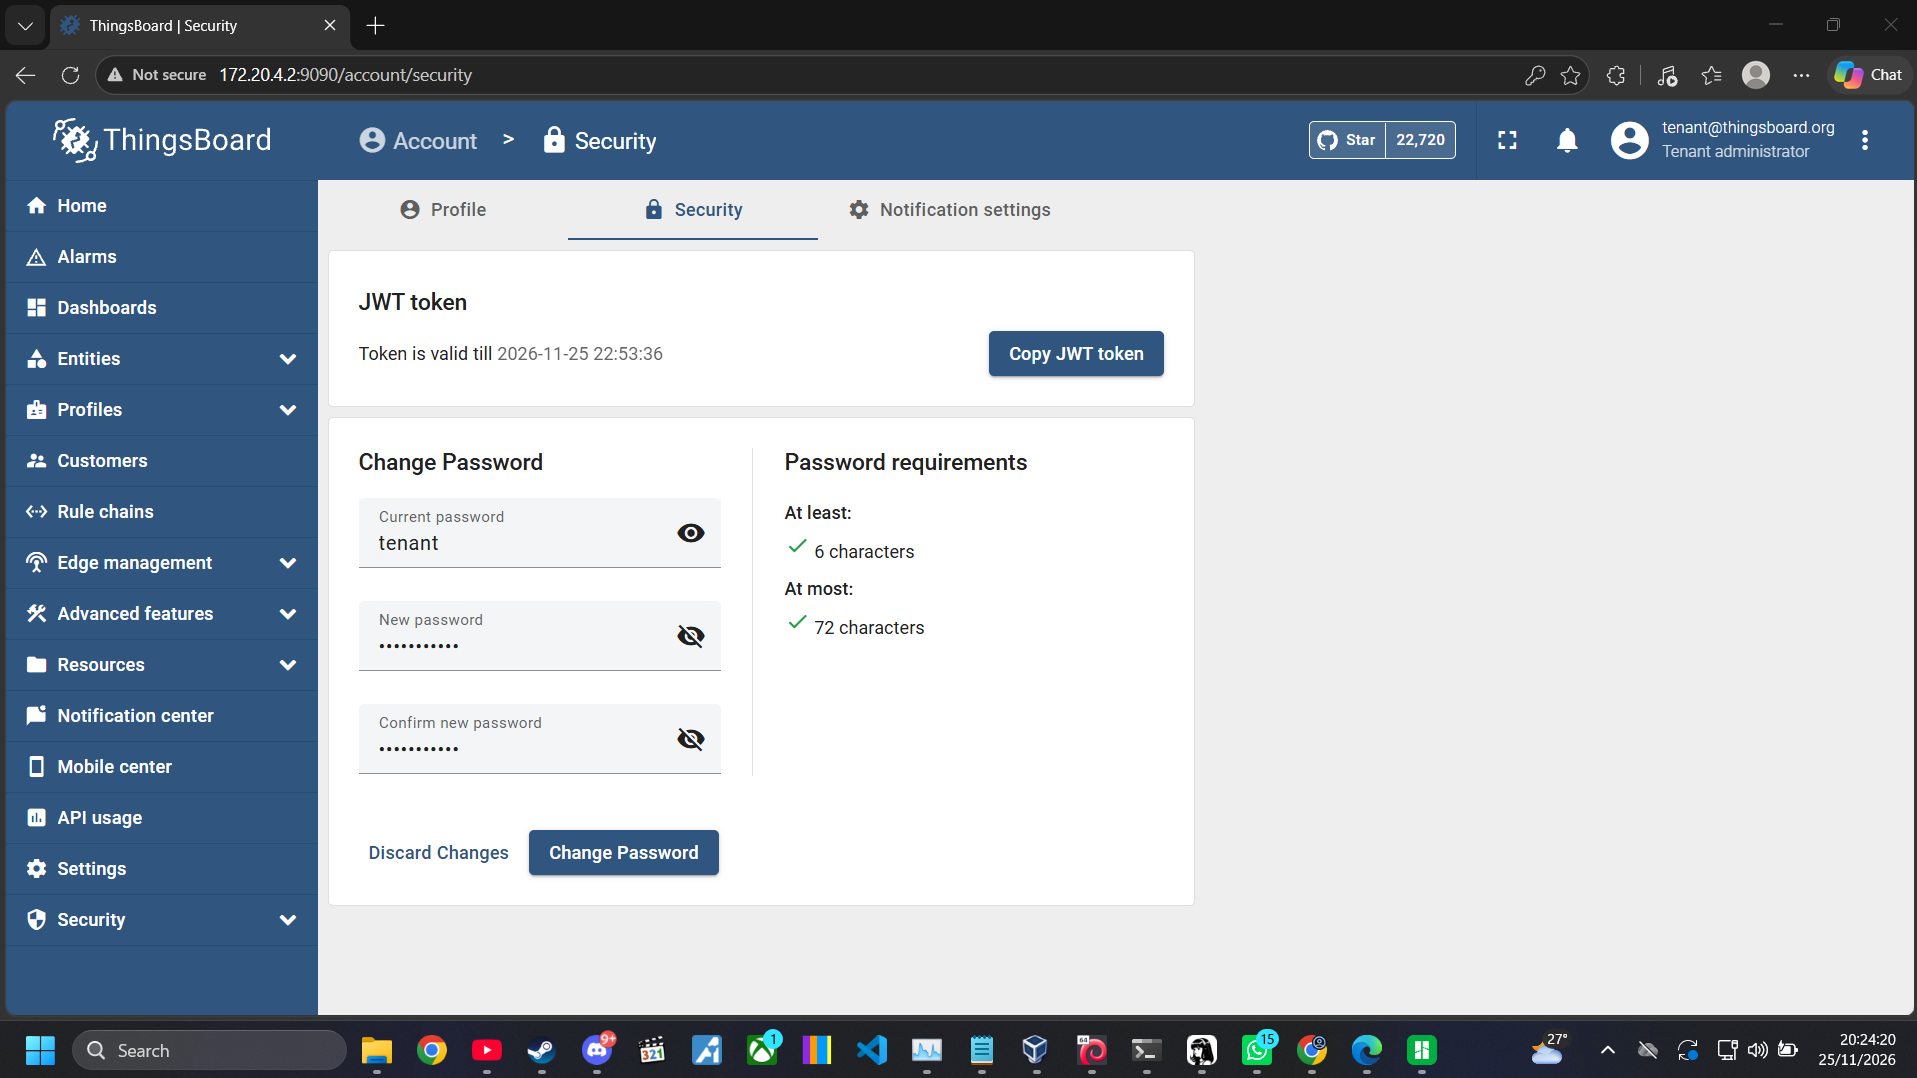 ThingsBoard | Security
Not secure 172.20.4.2:9090/account/security
Chat
ThingsBoard
Account > Security
Star 22,720
tenant@thingsboard.org
Tenant administrator
Home
Alarms
Dashboards
Entities
Profiles
Customers
Rule chains
Edge management
Advanced features
Resources
Notification center
Mobile center
API usage
Settings
Security
Profile
Security
Notification settings
JWT token
Token is valid till 2026-11-25 22:53:36
Copy JWT token
Change Password
Current password
tenant
New password
•••••••••••
Confirm new password
•••••••••••
Discard Changes
Change Password
Password requirements
At least:
6 characters
At most:
72 characters
Search
9+
321
1
64
15
27°
20:24:20
25/11/2026